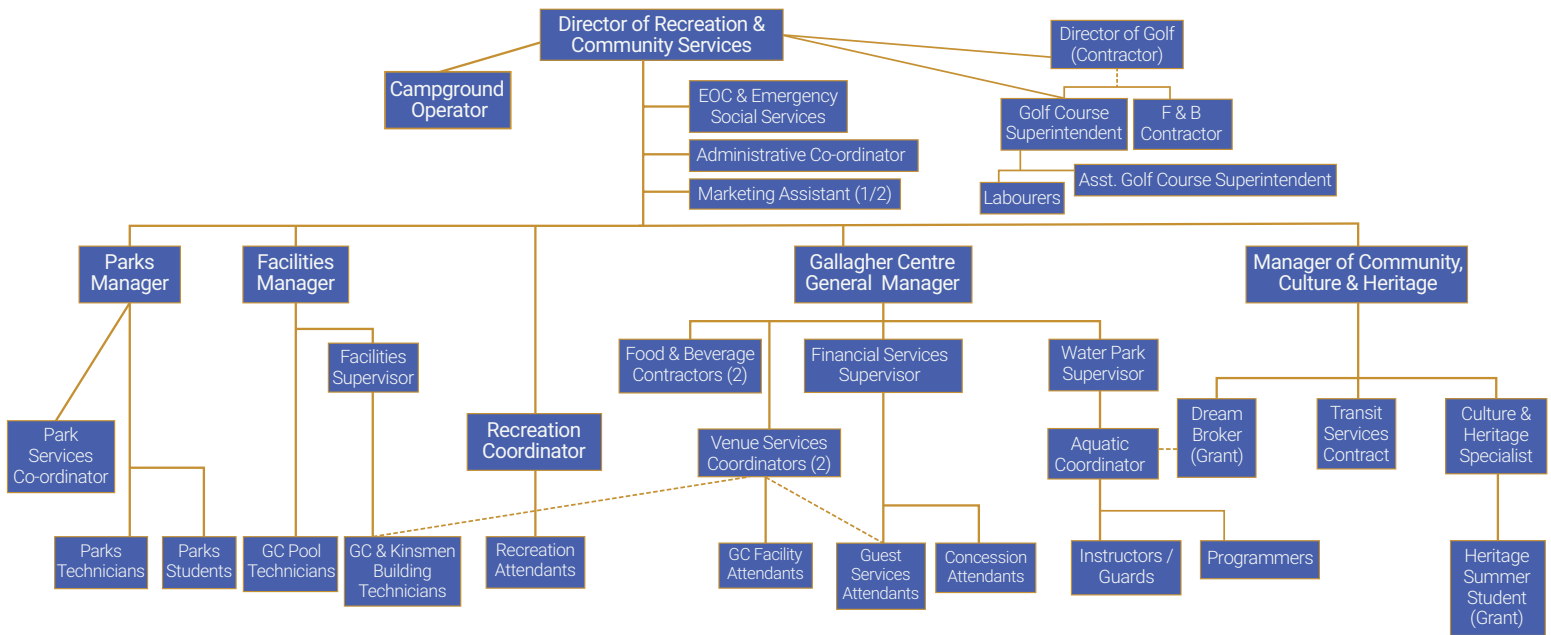 Director of Recreation &
Community Services
Director of Golf
(Contractor)
Campground
Operator
EOC & Emergency
Social Services
Golf Course
Superintendent
F & B
Contractor
Administrative Co-ordinator
Asst. Golf Course Superintendent
Marketing Assistant (1/2)
Labourers
Parks
Manager
Facilities
Manager
Gallagher Centre
General Manager
Manager of Community,
Culture & Heritage
Facilities
Supervisor
Food & Beverage
Contractors (2)
Financial Services
Supervisor
Water Park
Supervisor
Park
Services
Co-ordinator
Recreation
Coordinator
Venue Services
Coordinators (2)
Aquatic
Coordinator
Dream
Broker
(Grant)
Transit
Services
Contract
Culture &
Heritage
Specialist
Parks
Technicians
Parks
Students
GC Pool
Technicians
GC & Kinsmen
Building
Technicians
Recreation
Attendants
GC Facility
Attendants
Guest
Services
Attendants
Concession
Attendants
Instructors /
Guards
Programmers
Heritage
Summer
Student
(Grant)